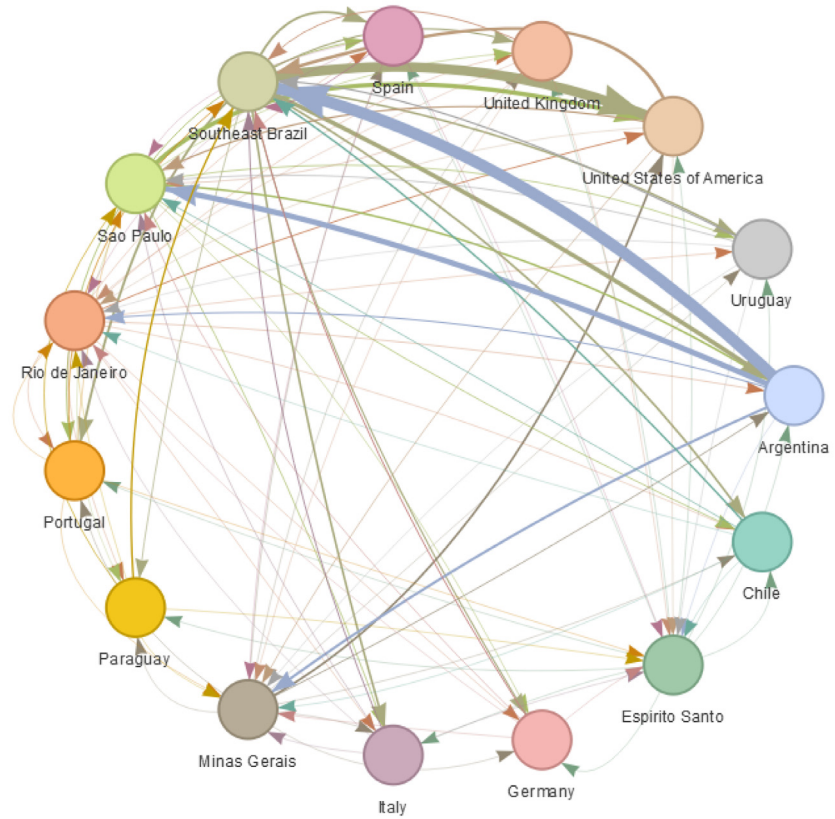 Spain
United Kingdom
Southeast Brazil
United States of America
Sao Paulo
Uruguay
Rio de Janeiro
Argentina
Portugal
Chile
Paraguay
Espirito Santo
Minas Gerais
Germany
Italy